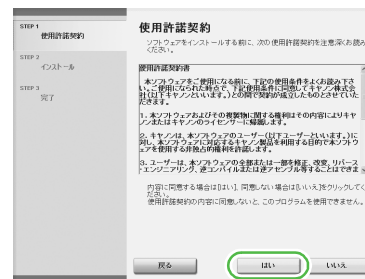 STEP 1
使用許諾契約
STEP 2
インストール
STEP 3
完了
使用許諾契約
ソフトウェアをインストールする前に、次の使用許諾契約を注意深くお読み
ください。
使用許諾契約書
本ソフトウェアをご使用になる前に、下記の使用条件をよくお読み下さ
い。ご使用になられた時点で、下記使用条件に同意してキヤノン株式会
社(以下キヤノンといいます。)との間で契約が成立したものとさせていた
だきます。
1. 本ソフトウェアおよびその複製物に関する権利はその内容によりキヤ
ノンまたはキヤノンのライセンサーに帰属します。
2. キヤノンは、本ソフトウェアのユーザー(以下ユーザーといいます。)に
対し、本ソフトウェアに対応するキヤノン製品を利用する目的で本ソフトウ
ェアを使用する非独占的権利を許諾します。
3. ユーザーは、本ソフトウェアの全部または一部を修正、改変、リバース
・エンジニアリング、逆コンパイルまたは逆アセンブル等することはできま
内容に同意する場合は[はい]、同意しない場合は[いいえ]をクリックしてく
ださい。
使用許諾契約の内容に同意しないと、このプログラムを使用できません。
戻る
はい
いいえ